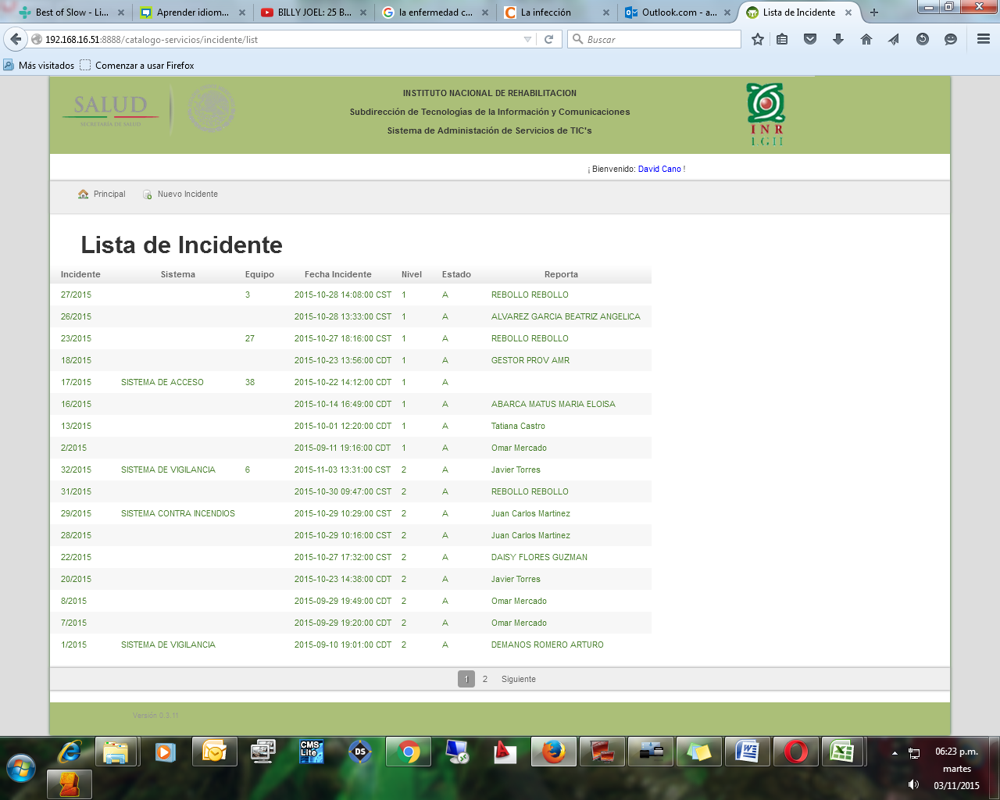 Best of Slow - Li...
Aprender idiom...
BILLY JOEL: 25 B...
la enfermedad c...
La infección
Outlook.com - a...
Lista de Incidente
192.168.16.51:8888/catalogo-servicios/incidente/list
Buscar
Más visitados
Comenzar a usar Firefox
SALUD
SECRETARÍA DE SALUD
INSTITUTO NACIONAL DE REHABILITACION
Subdirección de Tecnologías de la Información y Comunicaciones
Sistema de Administación de Servicios de TIC's
INR
¡ Bienvenido: David Cano !
Principal
Nuevo Incidente
Lista de Incidente
Incidente Sistema Equipo Fecha Incidente Nivel Estado Reporta
27/2015 3 2015-10-28 14:08:00 CST 1 A REBOLLO REBOLLO
26/2015 2015-10-28 13:33:00 CST 1 A ALVAREZ GARCIA BEATRIZ ANGELICA
23/2015 27 2015-10-27 18:16:00 CST 1 A REBOLLO REBOLLO
18/2015 2015-10-23 13:56:00 CDT 1 A GESTOR PROV AMR
17/2015 SISTEMA DE ACCESO 38 2015-10-22 14:12:00 CDT 1 A
16/2015 2015-10-14 16:49:00 CDT 1 A ABARCA MATUS MARIA ELOISA
13/2015 2015-10-01 12:20:00 CDT 1 A Tatiana Castro
2/2015 2015-09-11 19:16:00 CDT 1 A Omar Mercado
32/2015 SISTEMA DE VIGILANCIA 6 2015-11-03 13:31:00 CST 2 A Javier Torres
31/2015 2015-10-30 09:47:00 CST 2 A REBOLLO REBOLLO
29/2015 SISTEMA CONTRA INCENDIOS 2015-10-29 10:29:00 CST 2 A Juan Carlos Martinez
28/2015 2015-10-29 10:16:00 CST 2 A Juan Carlos Martinez
22/2015 2015-10-27 17:32:00 CST 2 A DAISY FLORES GUZMAN
20/2015 2015-10-23 14:38:00 CDT 2 A Javier Torres
8/2015 2015-09-29 19:49:00 CDT 2 A Omar Mercado
7/2015 2015-09-29 19:20:00 CDT 2 A Omar Mercado
1/2015 SISTEMA DE VIGILANCIA 2015-09-10 19:01:00 CDT 2 A DEMANOS ROMERO ARTURO
1 2 Siguiente
Versión 0.3.11
CMS Lite
DS
06:23 p.m.
martes
03/11/2015